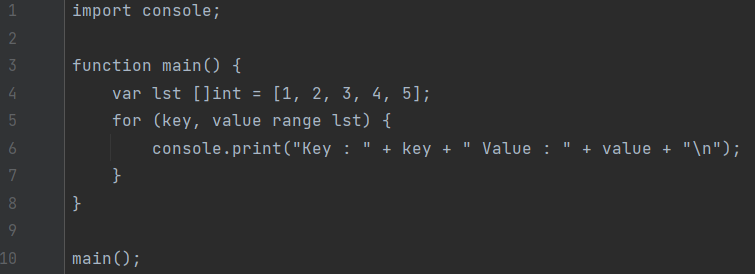 1 import console;
2
3 function main() {
4     var lst []int = [1, 2, 3, 4, 5];
5     for (key, value range lst) {
6         console.print("Key : " + key + " Value : " + value + "\n");
7     }
8 }
9
10 main();